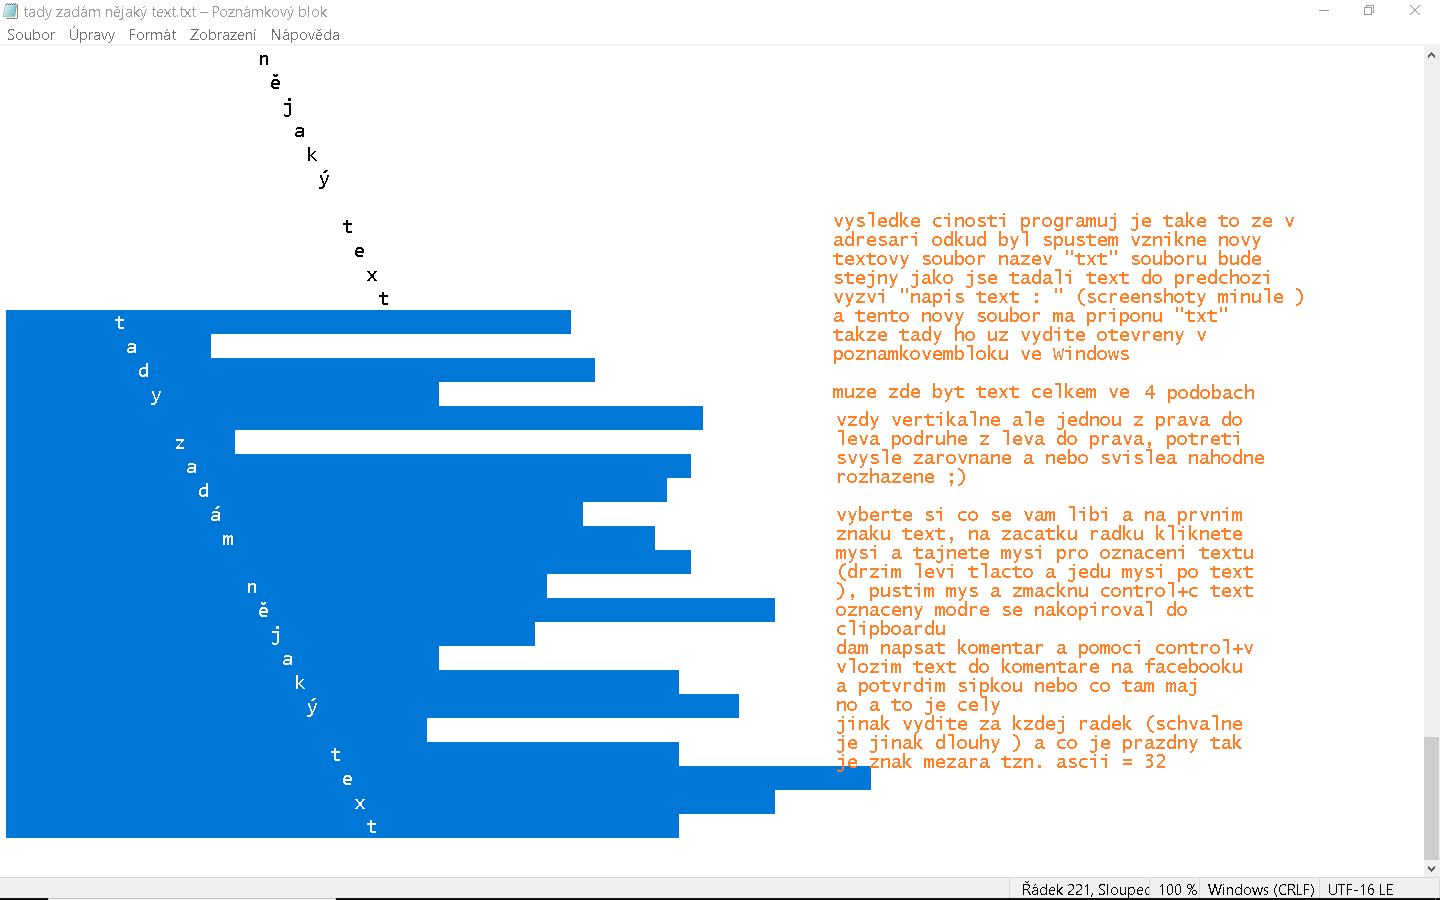 tady zadám nějaký text.txt – Poznámkový blok
Soubor Úpravy Formát Zobrazení Nápověda
n
ě
j
a
k
ý
t
e
x
t
t
a
d
y
z
a
d
á
m
n
ě
j
a
k
ý
t
e
x
t
vysledke cinosti programuj je take to ze v
adresari odkud byl spustem vznikne novy
textovy soubor nazev "txt" souboru bude
stejny jako jse tadali text do predchozi
vyzvi "napis text : " (screenshoty minule )
a tento novy soubor ma priponu "txt"
takze tady ho uz vydite otevreny v
poznamkovembloku ve Windows
muze zde byt text celkem ve 4 podobach
vzdy vertikalne ale jednou z prava do
leva podruhe z leva do prava, potreti
svysle zarovnane a nebo svislea nahodne
rozhazene ;)
vyberte si co se vam libi a na prvnim
znaku text, na zacatku radku kliknete
mysi a tajnete mysi pro oznaceni textu
(drzim levi tlacto a jedu mysi po text
), pustim mys a zmacknu control+c text
oznaceny modre se nakopiroval do
clipboardu
dam napsat komentar a pomoci control+v
vlozim text do komentare na facebooku
a potvrdim sipkou nebo co tam maj
no a to je cely
jinak vydite za kzdej radek (schvalne
je jinak dlouhy ) a co je prazdny tak
je znak mezara tzn. ascii = 32
Řádek 221, Sloupec 100 % Windows (CRLF) UTF-16 LE